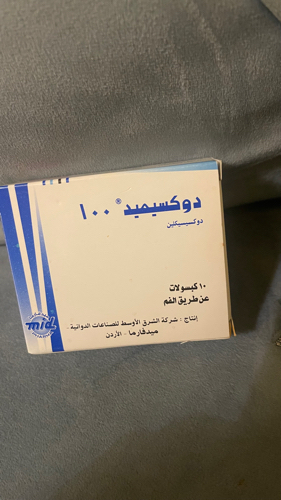 دوكسيميد® ١٠٠
دوكسيسيكلين
١٠ كبسولات
عن طريق الفم
إنتاج : شركة الشرق الأوسط للصناعات الدوائية -
ميدفارما - الأردن
mid